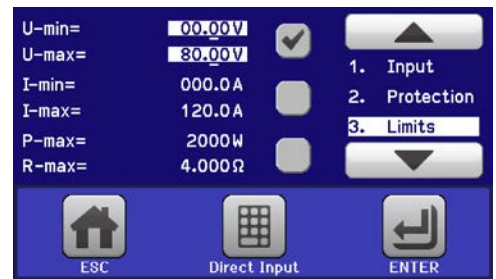 U-min= 00.00V
U-max= 80.00V
I-min= 000.0A
I-max= 120.0A
P-max= 2000W
R-max= 4.000Ω
1. Input
2. Protection
3. Limits
ESC
Direct Input
ENTER